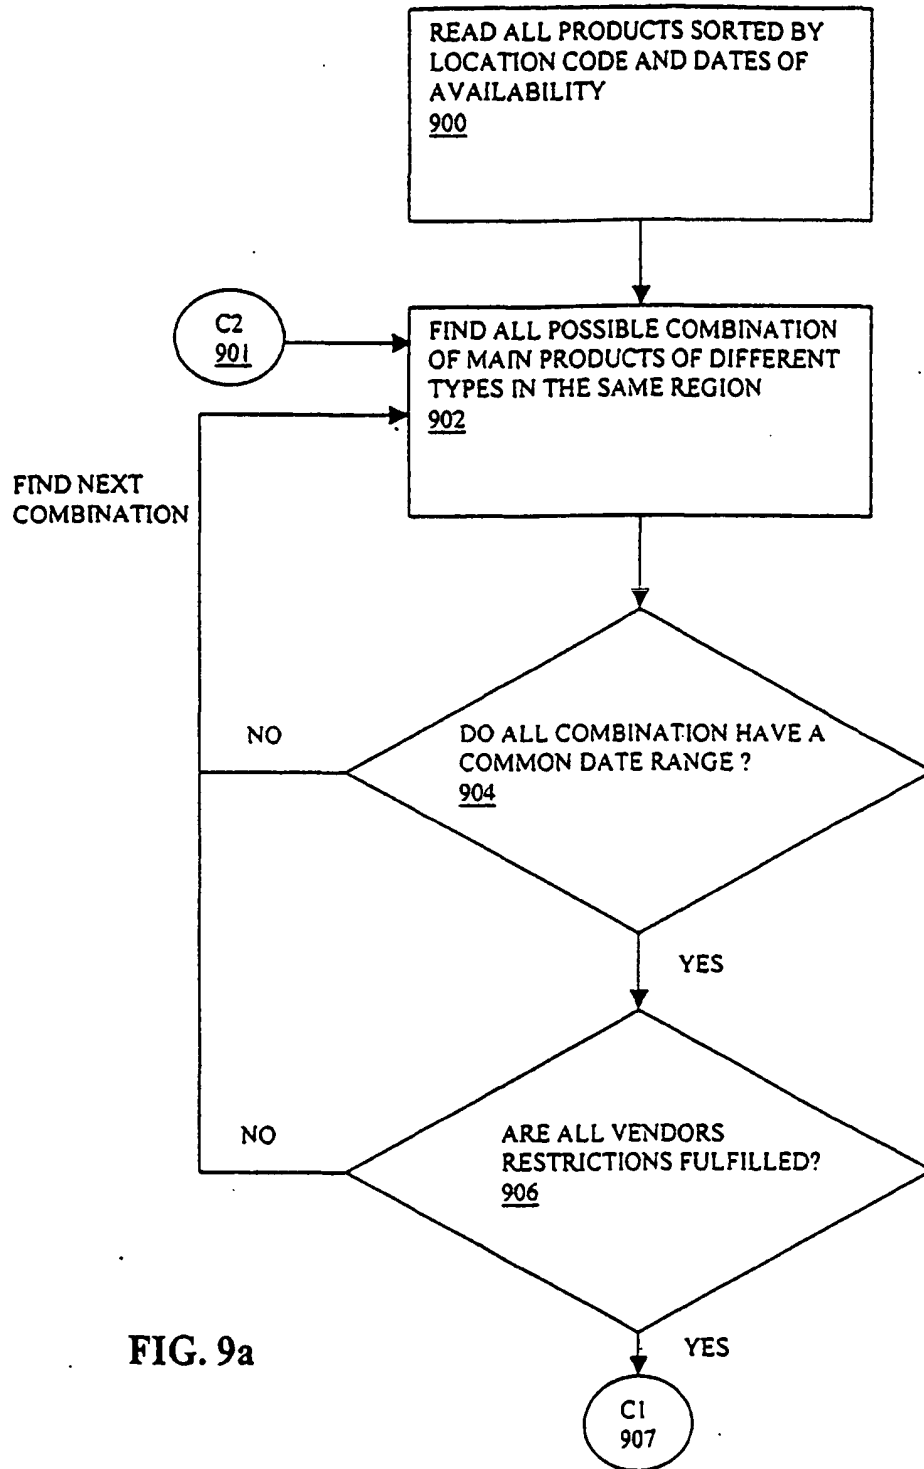 READ ALL PRODUCTS SORTED BY
LOCATION CODE AND DATES OF
AVAILABILITY
900
C2
901
FIND ALL POSSIBLE COMBINATION
OF MAIN PRODUCTS OF DIFFERENT
TYPES IN THE SAME REGION
902
FIND NEXT
COMBINATION
NO
DO ALL COMBINATION HAVE A
COMMON DATE RANGE ?
904
YES
NO
ARE ALL VENDORS
RESTRICTIONS FULFILLED?
906
YES
FIG. 9a
C1
907